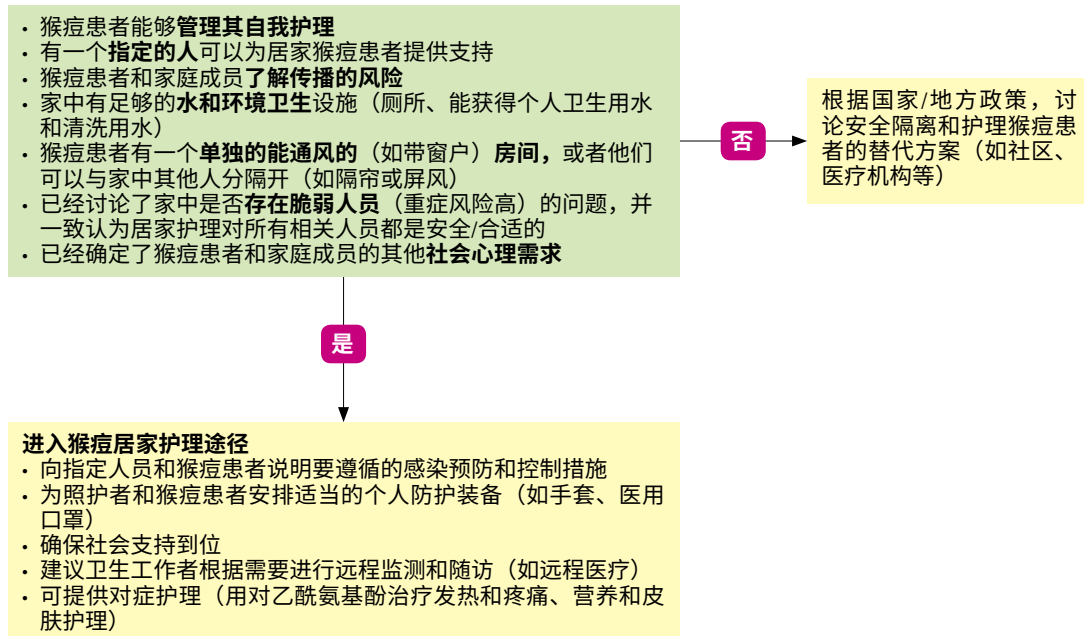 • 猴痘患者能够管理其自我护理
• 有一个指定的人可以为居家猴痘患者提供支持
• 猴痘患者和家庭成员了解传播的风险
• 家中有足够的水和环境卫生设施（厕所、能获得个人卫生用水
和清洗用水）
• 猴痘患者有一个单独的能通风的（如带窗户）房间，或者他们
可以与家中其他人分隔开（如隔帘或屏风）
• 已经讨论了家中是否存在脆弱人员（重症风险高）的问题，并
一致认为居家护理对所有相关人员都是安全/合适的
• 已经确定了猴痘患者和家庭成员的其他社会心理需求
否
根据国家/地方政策，讨
论安全隔离和护理猴痘患
者的替代方案（如社区、
医疗机构等）
是
进入猴痘居家护理途径
• 向指定人员和猴痘患者说明要遵循的感染预防和控制措施
• 为照护者和猴痘患者安排适当的个人防护装备（如手套、医用
口罩）
• 确保社会支持到位
• 建议卫生工作者根据需要进行远程监测和随访（如远程医疗）
• 可提供对症护理（用对乙酰氨基酚治疗发热和疼痛、营养和皮
肤护理）